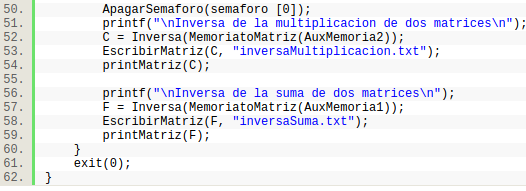 50. ApagarSemaforo(semaforo [0]);
51. printf("\nInversa de la multiplicacion de dos matrices\n");
52. C = Inversa(MemoriatoMatriz(AuxMemoria2));
53. EscribirMatriz(C, "inversaMultiplicacion.txt");
54. printMatriz(C);
55.
56. printf("\nInversa de la suma de dos matrices\n");
57. F = Inversa(MemoriatoMatriz(AuxMemoria1));
58. EscribirMatriz(F, "inversaSuma.txt");
59. printMatriz(F);
60. }
61. exit(0);
62. }